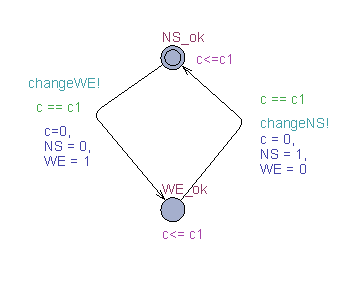 NS_ok
c<=c1
changeWE!
c == c1
c=0,
NS = 0,
WE = 1
c == c1
changeNS!
c = 0,
NS = 1,
WE = 0
WE_ok
c<= c1